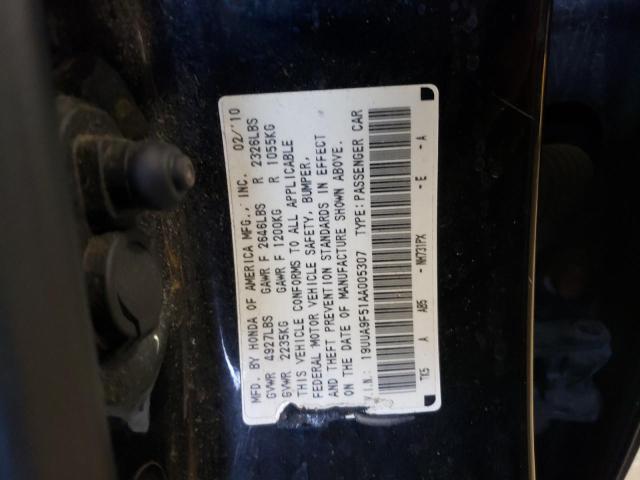 MFD. BY HONDA OF AMERICA MFG., INC. 02/10
GVWR 4927LBS GAWR F 2646LBS R 2326LBS
GVWR 2235KG GAWR F 1200KG R 1055KG
THIS VEHICLE CONFORMS TO ALL APPLICABLE
FEDERAL MOTOR VEHICLE SAFETY, BUMPER,
AND THEFT PREVENTION STANDARDS IN EFFECT
ON THE DATE OF MANUFACTURE SHOWN ABOVE.
V.I.N.: 19UUA9F51AA005307 TYPE: PASSENGER CAR
TK5 A AB5 - NH731PX - E - A